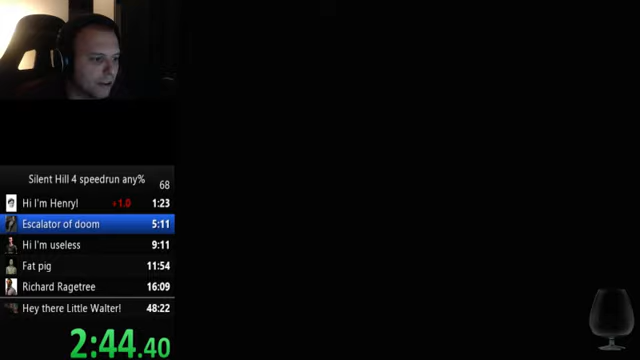 Silent Hill 4 speedrun any%
68
Hi I'm Henry! +1.0 1:23
Escalator of doom 5:11
Hi I'm useless 9:11
Fat pig 11:54
Richard Ragetree 16:09
Hey there Little Walter! 48:22
2:44.40